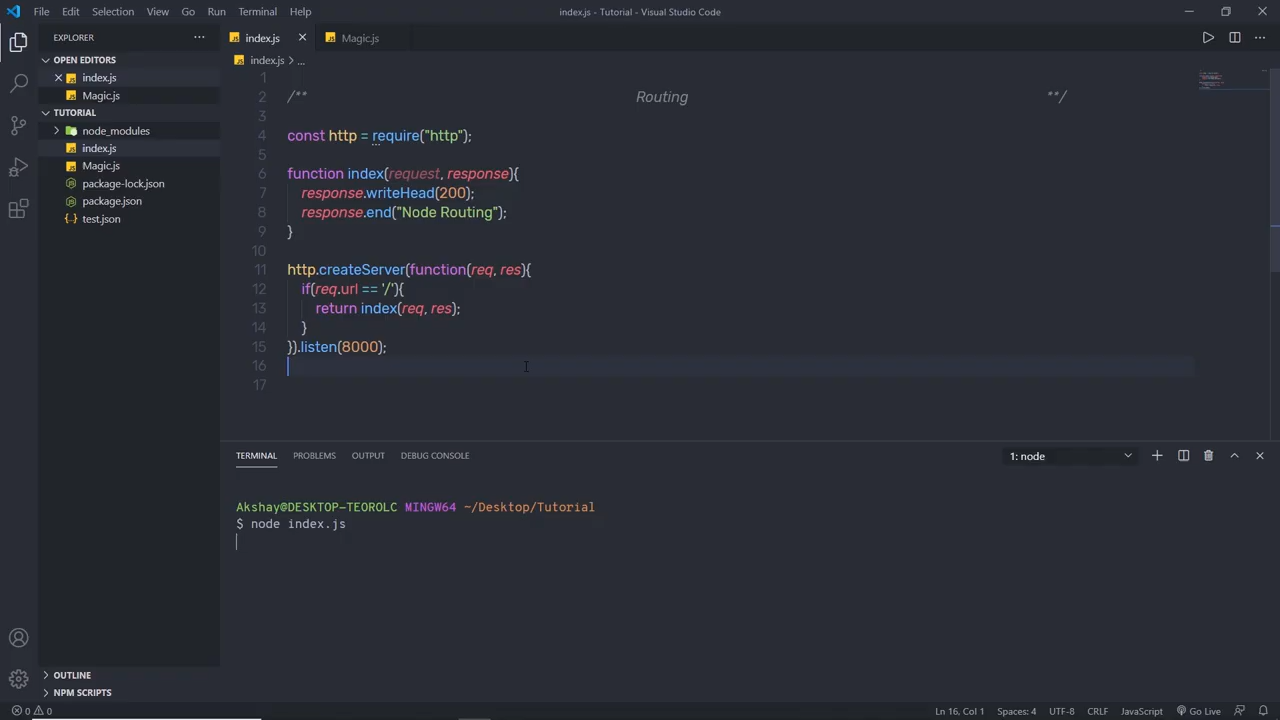 File Edit Selection View Go Run Terminal Help
index.js - Tutorial - Visual Studio Code
EXPLORER
OPEN EDITORS
index.js
Magic.js
TUTORIAL
node_modules
index.js
Magic.js
package-lock.json
package.json
test.json
OUTLINE
NPM SCRIPTS
index.js
Magic.js
index.js > ...
1
2 /** Routing **/
3
4 const http = require("http");
5
6 function index(request, response){
7 response.writeHead(200);
8 response.end("Node Routing");
9 }
10
11 http.createServer(function(req, res){
12 if(req.url == '/'){
13 return index(req, res);
14 }
15 }).listen(8000);
16
17
TERMINAL PROBLEMS OUTPUT DEBUG CONSOLE
1: node
Akshay@DESKTOP-TEOROLC MINGW64 ~/Desktop/Tutorial
$ node index.js
0 0
Ln 16, Col 1 Spaces: 4 UTF-8 CRLF JavaScript Go Live